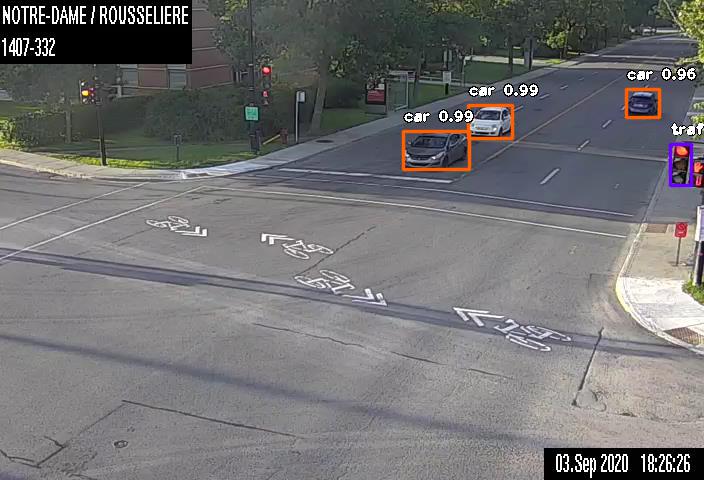 NOTRE-DAME / ROUSSELIERE
1407-332
car 0.96
car 0.99
car 0.99
traf
03.Sep 2020 18:26:26